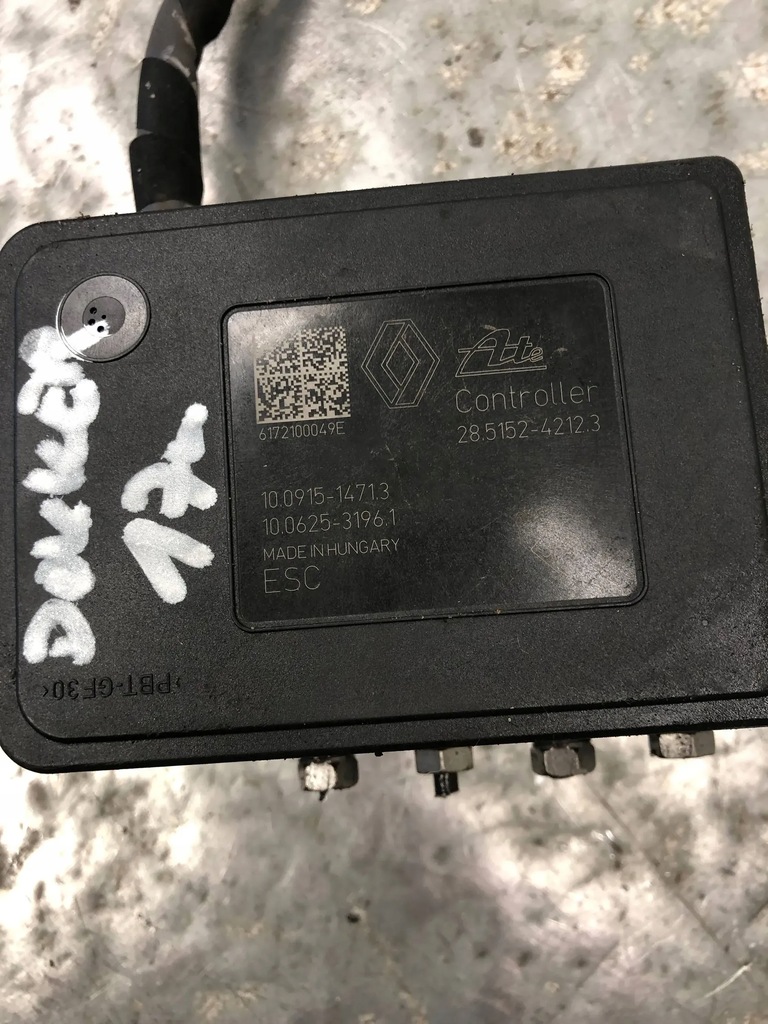 Ate
Controller
28.5152-4212.3
6172100049E
10.0915-1471.3
10.0625-3196.1
MADE IN HUNGARY
ESC
DOKKER
17r
>PBT-GF30<